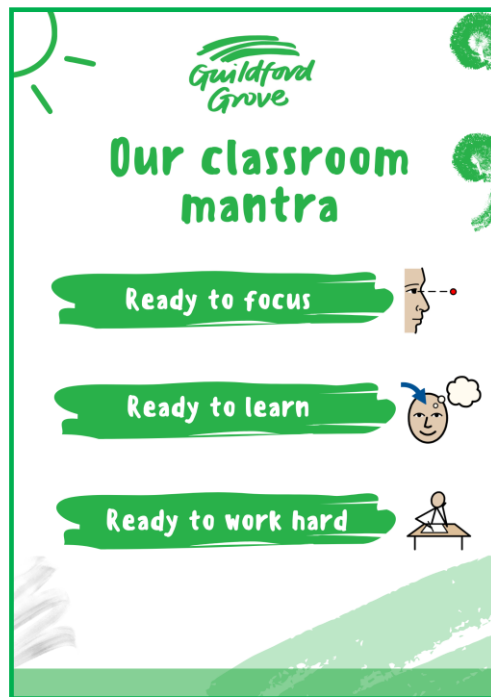 Guildford
Grove
Our classroom
mantra
Ready to focus
Ready to learn
Ready to work hard